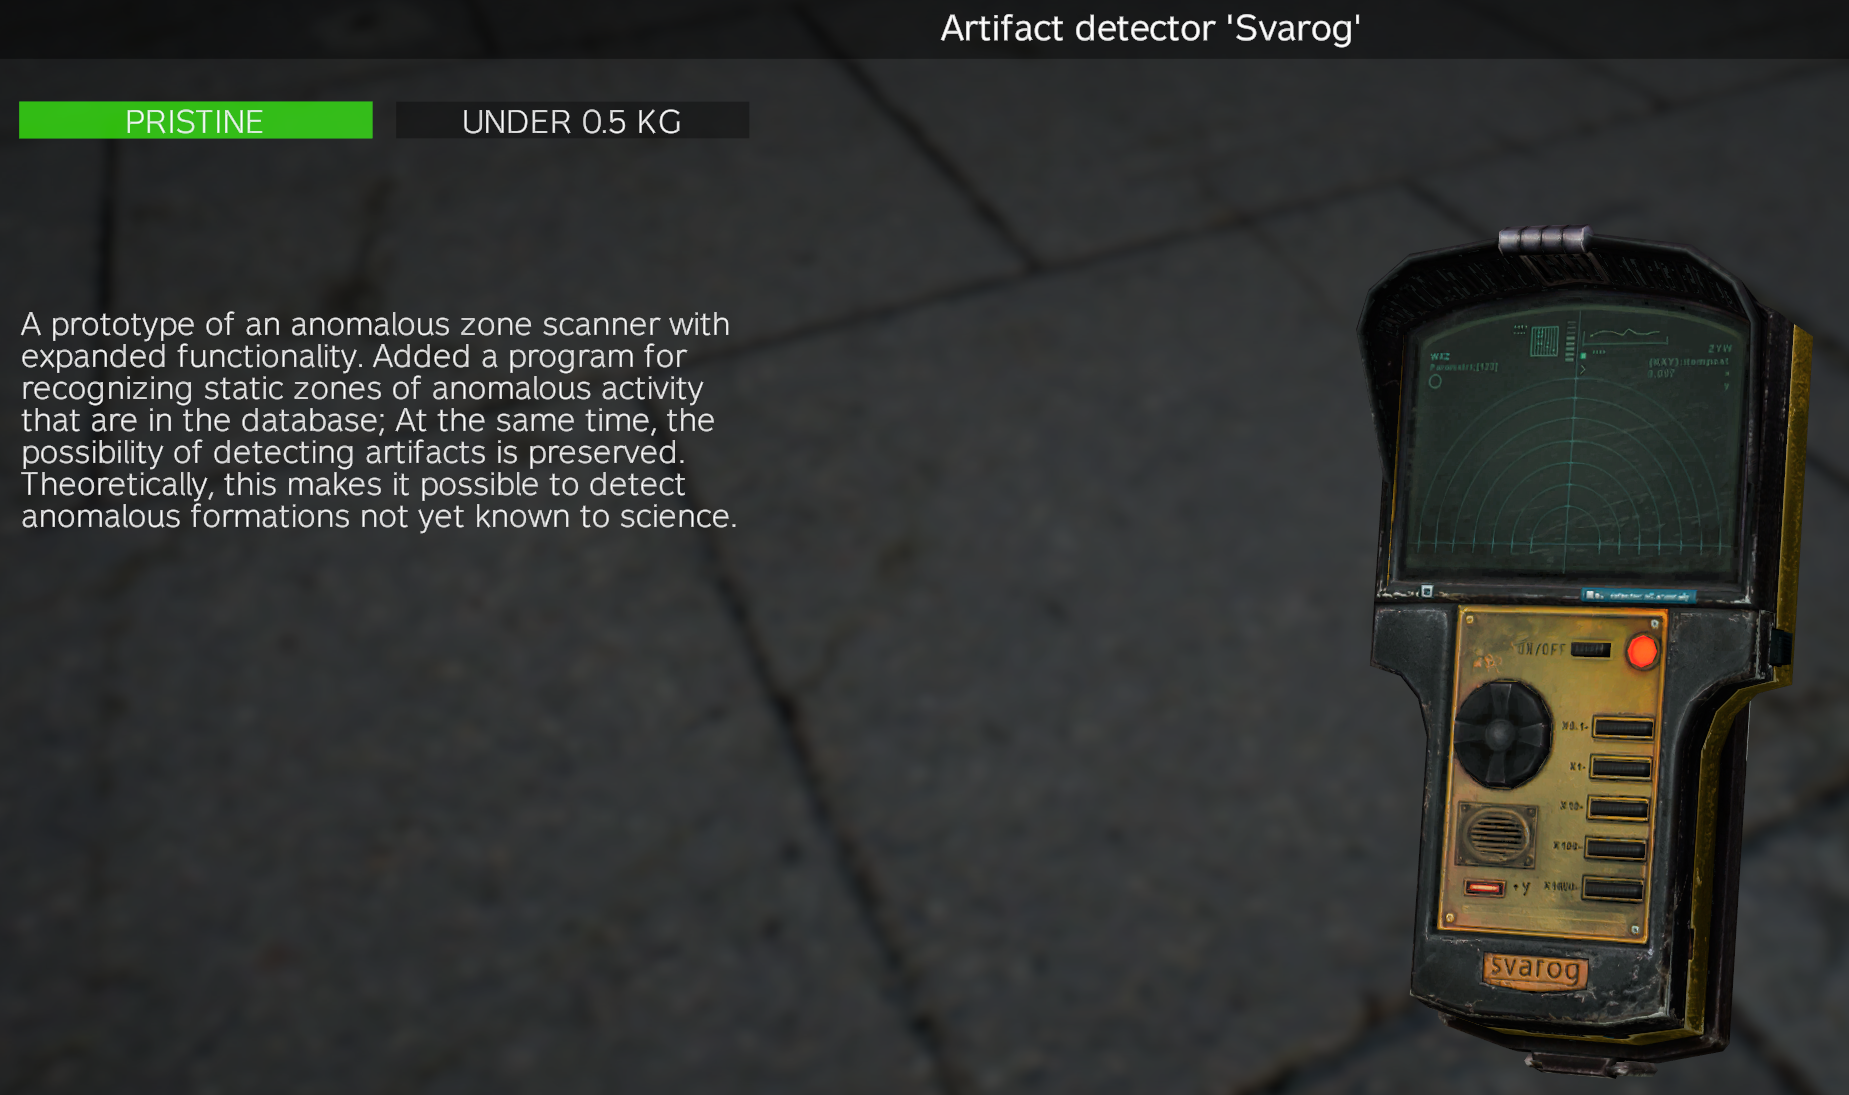 Artifact detector 'Svarog'
PRISTINE
UNDER 0.5 KG
A prototype of an anomalous zone scanner with
expanded functionality. Added a program for
recognizing static zones of anomalous activity
that are in the database; At the same time, the
possibility of detecting artifacts is preserved.
Theoretically, this makes it possible to detect
anomalous formations not yet known to science.
ON/OFF
X1-
svarog